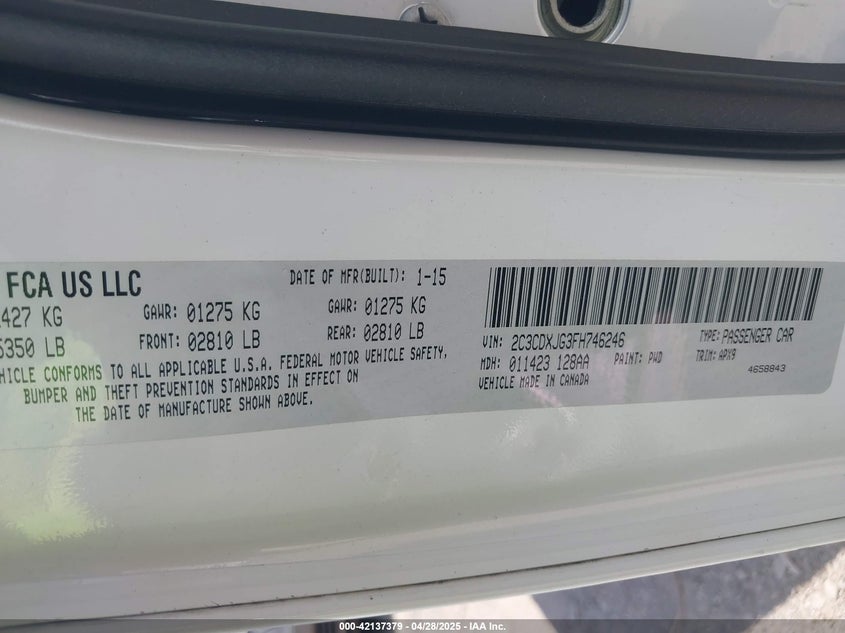 FCA US LLC
DATE OF MFR(BUILT): 1-15
427 KG GAWR: 01275 KG GAWR: 01275 KG
350 LB FRONT: 02810 LB REAR: 02810 LB
CONFORMS TO ALL APPLICABLE U.S.A. FEDERAL MOTOR VEHICLE SAFETY,
BUMPER AND THEFT PREVENTION STANDARDS IN EFFECT ON
THE DATE OF MANUFACTURE SHOWN ABOVE.
VIN: 2C3CDXJG3FH746246 TYPE: PASSENGER CAR
MDH: 011423 128AA PAINT: PWD TRIM: APX9
VEHICLE MADE IN CANADA 4658843
000-42137379 - 04/28/2025 - IAA Inc.